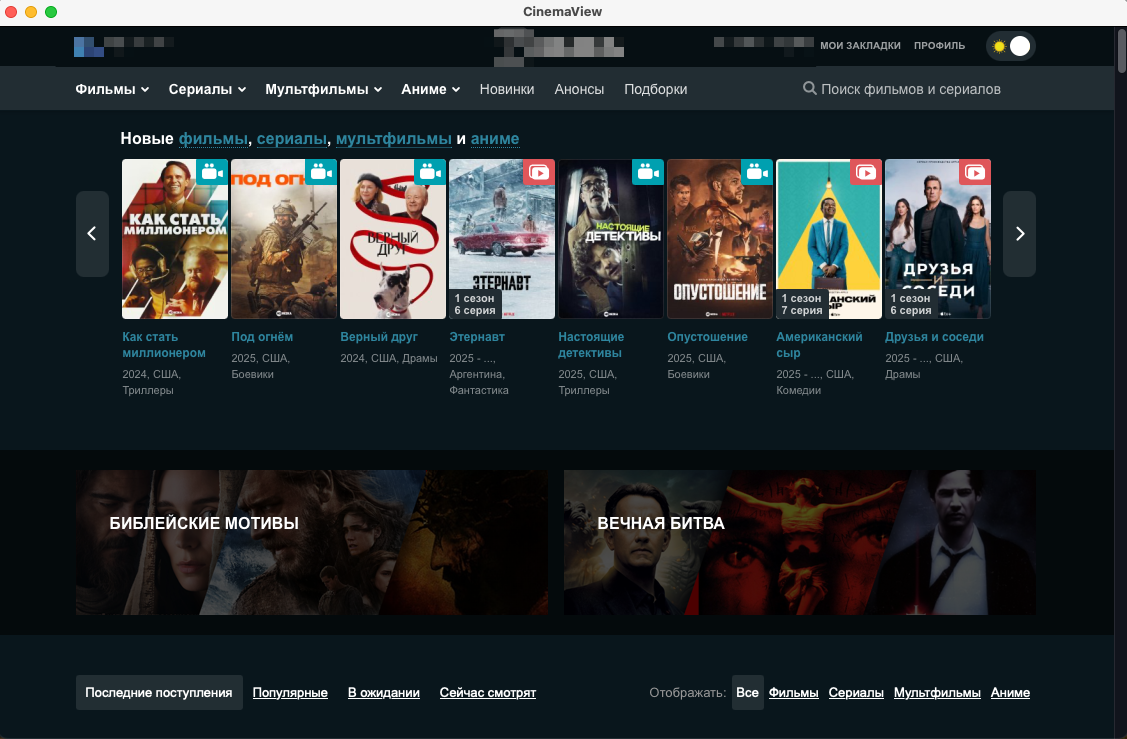 CinemaView
МОИ ЗАКЛАДКИ ПРОФИЛЬ
Фильмы Сериалы Мультфильмы Аниме Новинки Анонсы Подборки Поиск фильмов и сериалов
Новые фильмы, сериалы, мультфильмы и аниме
КАК СТАТЬ
МИЛЛИОНЕРОМ
ПОД
ВЕРНЫЙ
ДРУГ
ЭТЕРНАВТ
1 сезон
6 серия
НАСТОЯЩИЕ
ДЕТЕКТИВЫ
ОПУСТОШЕНИЕ
1 сезон
7 серия
ДРУЗЬЯ
И
СОСЕДИ
1 сезон
6 серия
Как стать
миллионером
2024, США,
Триллеры
Под огнём
2025, США,
Боевики
Верный друг
2024, США, Драмы
Этернавт
2025 - ...,
Аргентина,
Фантастика
Настоящие
детективы
2025, США,
Триллеры
Опустошение
2025, США,
Боевики
Американский
сыр
2025 - ..., США,
Комедии
Друзья и соседи
2025 - ..., США,
Драмы
БИБЛЕЙСКИЕ МОТИВЫ
ВЕЧНАЯ БИТВА
Последние поступления Популярные В ожидании Сейчас смотрят Отображать: Все Фильмы Сериалы Мультфильмы Аниме